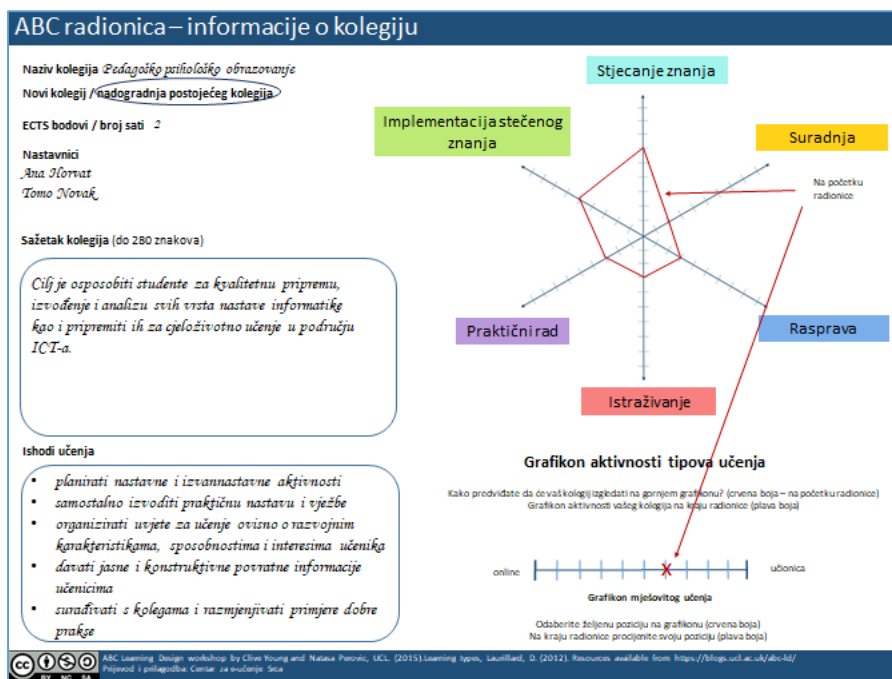 ABC radionica – informacije o kolegiju
Naziv kolegija Pedagoško psihološko obrazovanje
Novi kolegij / nadogradnja postojećeg kolegija
ECTS bodovi / broj sati 2
Nastavnici
Ana Horvat
Tomo Novak
Sažetak kolegija (do 280 znakova)
Cilj je osposobiti studente za kvalitetnu pripremu,
izvođenje i analizu svih vrsta nastave informatike
kao i pripremiti ih za cjeloživotno učenje u području
ICT-a.
Ishodi učenja
• planirati nastavne i izvannastavne aktivnosti
• samostalno izvoditi praktičnu nastavu i vježbe
• organizirati uvjete za učenje ovisno o razvojnim
karakteristikama, sposobnostima i interesima učenika
• davati jasne i konstruktivne povratne informacije
učenicima
• surađivati s kolegama i razmjenjivati primjere dobre
prakse
Stjecanje znanja
Implementacija stečenog
znanja
Suradnja
Na početku
radionice
Praktični rad
Rasprava
Istraživanje
Grafikon aktivnosti tipova učenja
Kako predviđate da će vaš kolegij izgledati na gornjem grafikonu? (crvena boja – na početku radionice)
Grafikon aktivnosti vašeg kolegija na kraju radionice (plava boja)
online
X
učionica
Grafikon mješovitog učenja
Odaberite željenu poziciju na grafikonu (crvena boja)
Na kraju radionice procijenite svoju poziciju (plava boja)
cc BY NC SA
ABC Learning Design workshop by Clive Young and Natasa Perovic, UCL. (2015).Learning types, Laurillard, D. (2012). Resources available from https://blogs.ucl.ac.uk/abc-ld/
Prijevod i prilagodba: Centar za e-učenje Srca